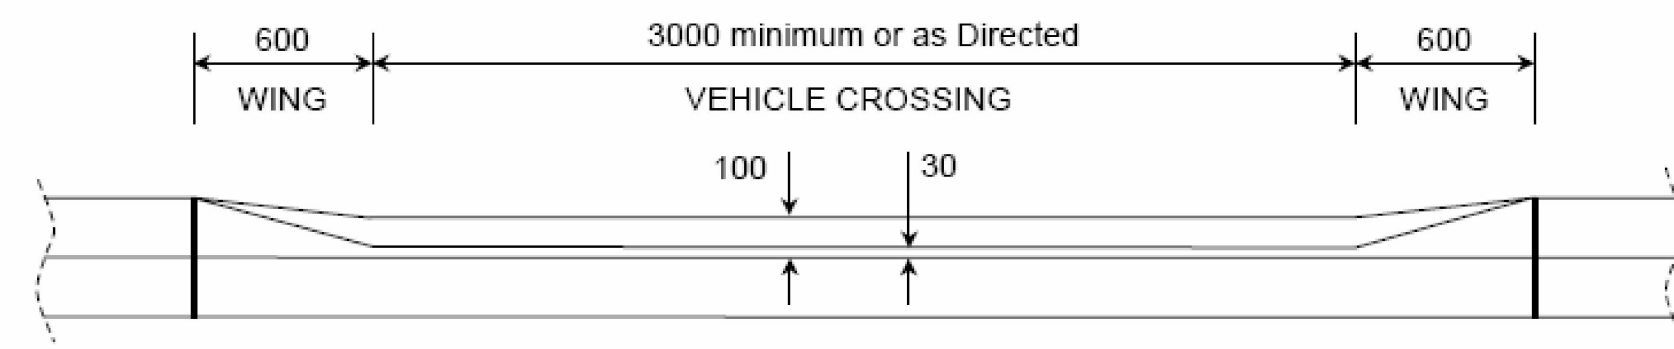 600 3000 minimum or as Directed 600
WING VEHICLE CROSSING WING
100 30